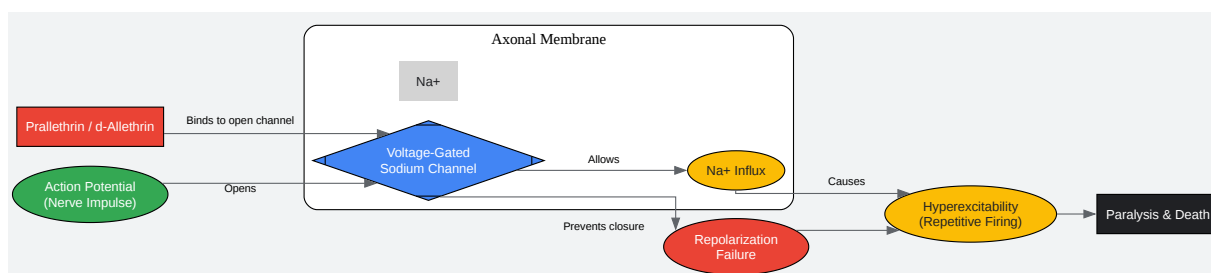 Axonal Membrane
Na+
Prallethrin / d-Allethrin
Binds to open channel
Voltage-Gated
Sodium Channel
Allows
Na+ Influx
Causes
Action Potential
(Nerve Impulse)
Opens
Hyperexcitability
(Repetitive Firing)
Paralysis & Death
Prevents closure
Repolarization
Failure